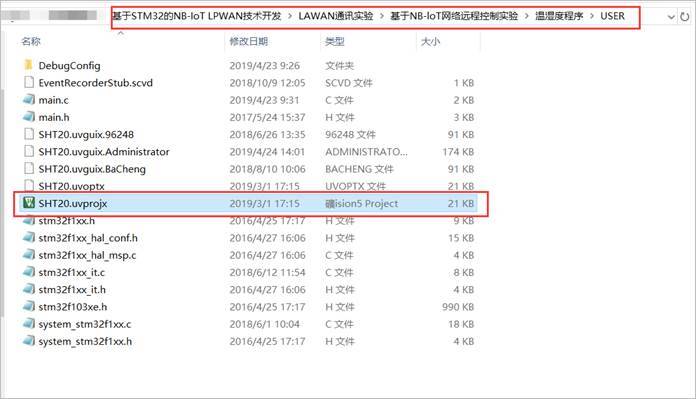 基于STM32的NB-IoT LPWAN技术开发 > LAWAN通讯实验 > 基于NB-IoT网络远程控制实验 > 温湿度程序 > USER
名称 修改日期 类型 大小
DebugConfig 2019/4/23 9:26 文件夹
EventRecorderStub.scvd 2018/10/9 12:05 SCVD 文件 1 KB
main.c 2019/4/23 9:31 C 文件 2 KB
main.h 2017/5/24 15:37 H 文件 3 KB
SHT20.uvguix.96248 2018/6/26 13:35 96248 文件 91 KB
SHT20.uvguix.Administrator 2019/4/24 14:01 ADMINISTRATO... 174 KB
SHT20.uvguix.BaCheng 2018/8/10 10:06 BACHENG 文件 91 KB
SHT20.uvoptx 2019/3/1 17:15 UVOPTX 文件 21 KB
SHT20.uvprojx 2019/3/1 17:15 礦ision5 Project 21 KB
stm32f1xx.h 2016/4/25 17:17 H 文件 9 KB
stm32f1xx_hal_conf.h 2016/4/27 16:06 H 文件 15 KB
stm32f1xx_hal_msp.c 2016/4/27 16:06 C 文件 4 KB
stm32f1xx_it.c 2018/6/12 11:54 C 文件 8 KB
stm32f1xx_it.h 2016/4/27 16:06 H 文件 4 KB
stm32f103xe.h 2016/4/25 17:17 H 文件 990 KB
system_stm32f1xx.c 2018/6/1 10:04 C 文件 18 KB
system_stm32f1xx.h 2016/4/25 17:17 H 文件 4 KB